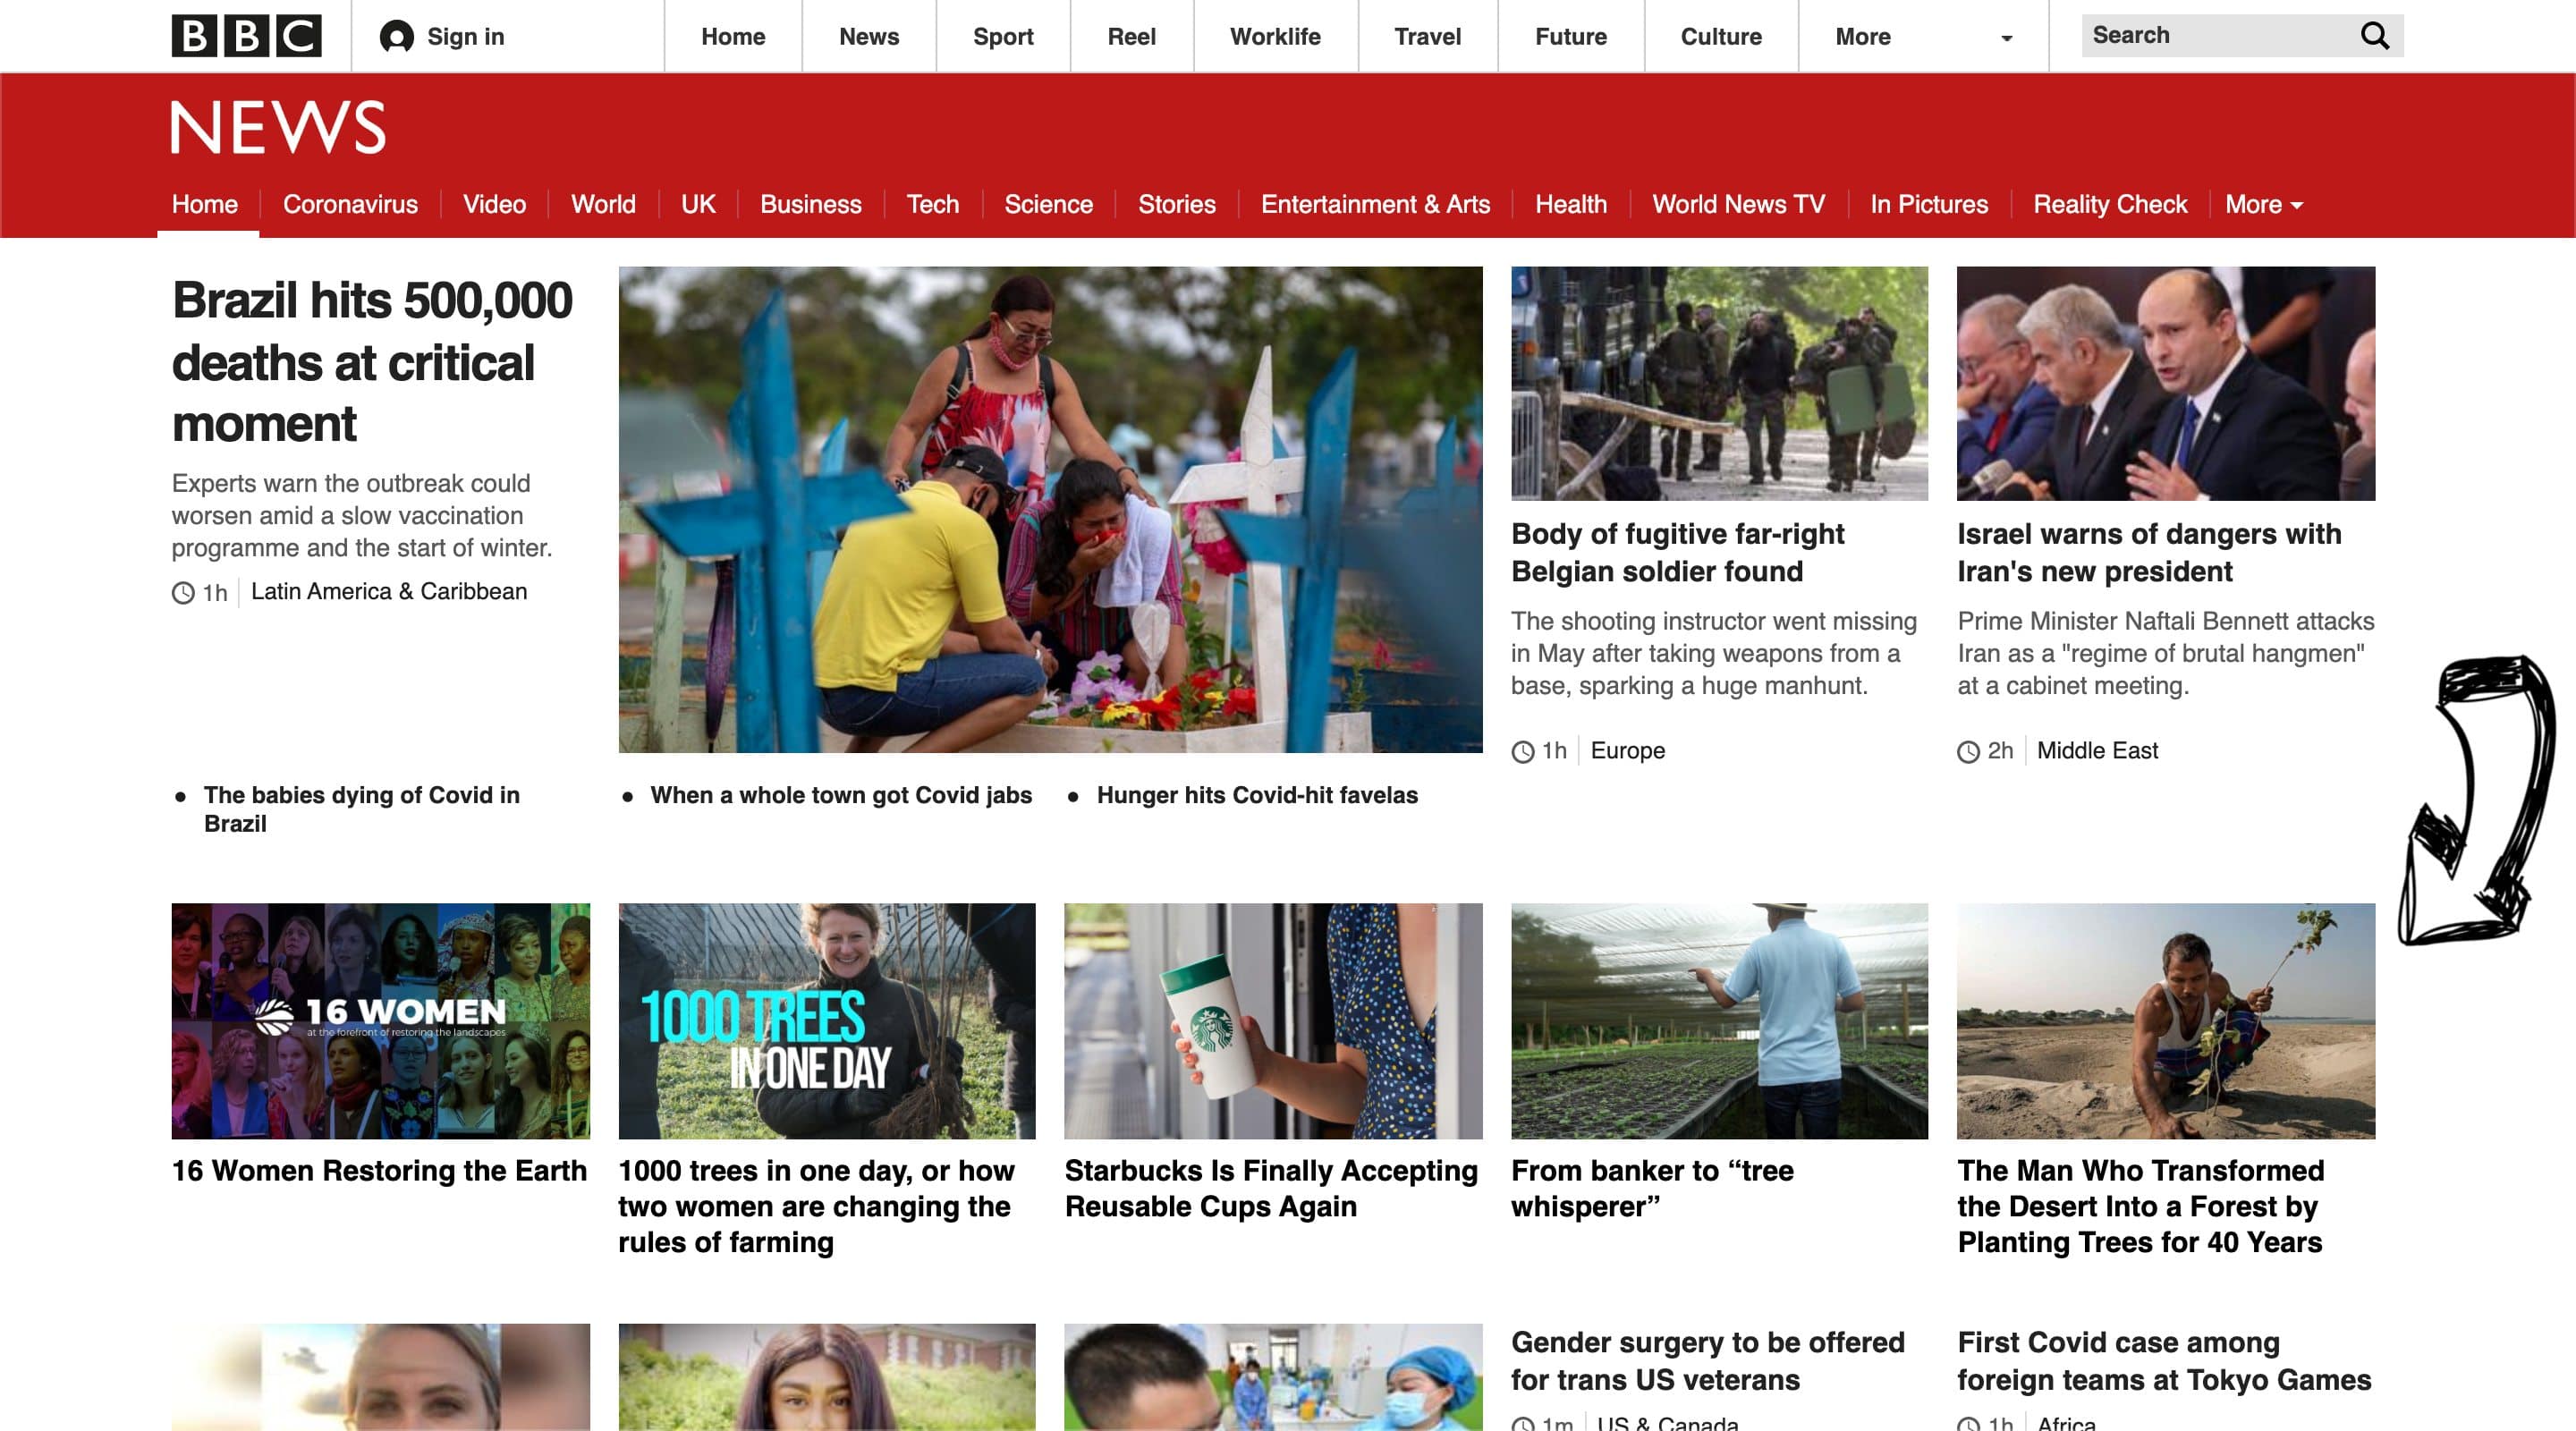 BBC
Sign in
Home
News
Sport
Reel
Worklife
Travel
Future
Culture
More
Search
NEWS
Home
Coronavirus
Video
World
UK
Business
Tech
Science
Stories
Entertainment & Arts
Health
World News TV
In Pictures
Reality Check
More
Brazil hits 500,000
deaths at critical
moment
Experts warn the outbreak could
worsen amid a slow vaccination
programme and the start of winter.
1h
Latin America & Caribbean
Body of fugitive far-right
Belgian soldier found
The shooting instructor went missing
in May after taking weapons from a
base, sparking a huge manhunt.
1h
Europe
Israel warns of dangers with
Iran's new president
Prime Minister Naftali Bennett attacks
Iran as a "regime of brutal hangmen"
at a cabinet meeting.
2h
Middle East
The babies dying of Covid in
Brazil
When a whole town got Covid jabs
Hunger hits Covid-hit favelas
16 WOMEN
at the forefront of restoring the landscapes
16 Women Restoring the Earth
1000 TREES
IN ONE DAY
1000 trees in one day, or how
two women are changing the
rules of farming
Starbucks Is Finally Accepting
Reusable Cups Again
From banker to “tree
whisperer”
The Man Who Transformed
the Desert Into a Forest by
Planting Trees for 40 Years
Gender surgery to be offered
for trans US veterans
1m
US & Canada
First Covid case among
foreign teams at Tokyo Games
1h
Africa